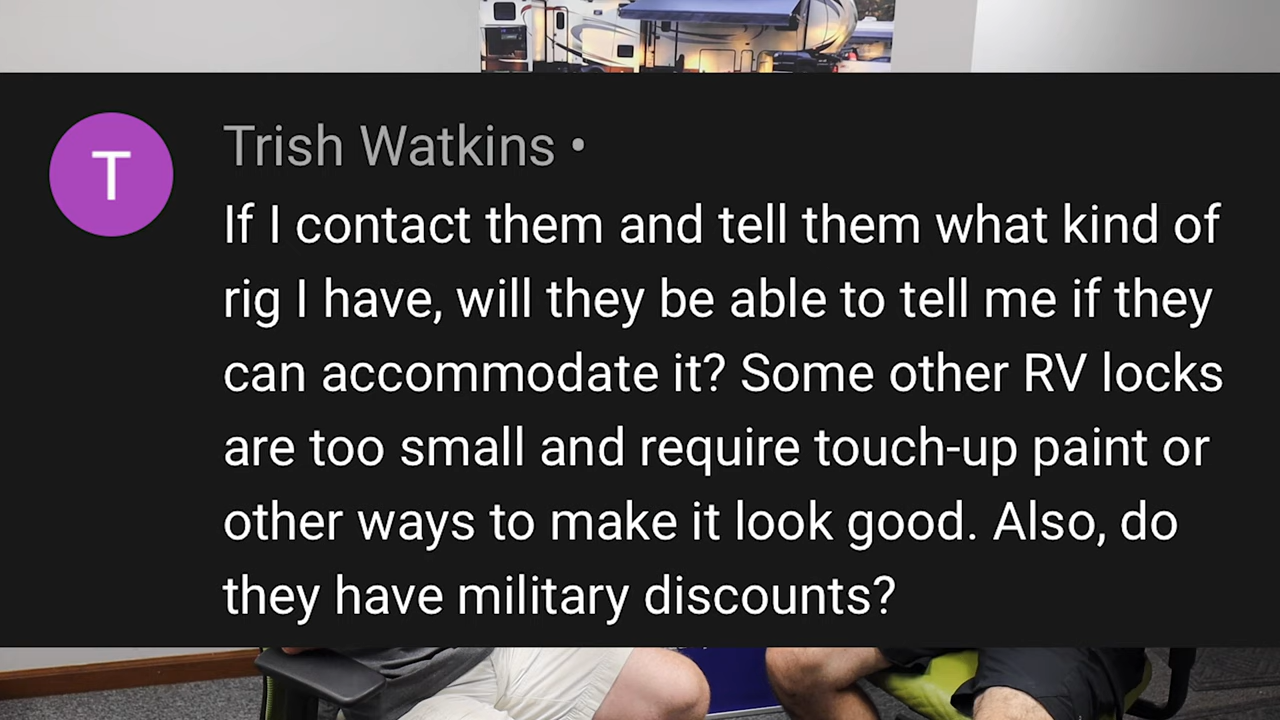 T
Trish Watkins •
If I contact them and tell them what kind of
rig I have, will they be able to tell me if they
can accommodate it? Some other RV locks
are too small and require touch-up paint or
other ways to make it look good. Also, do
they have military discounts?